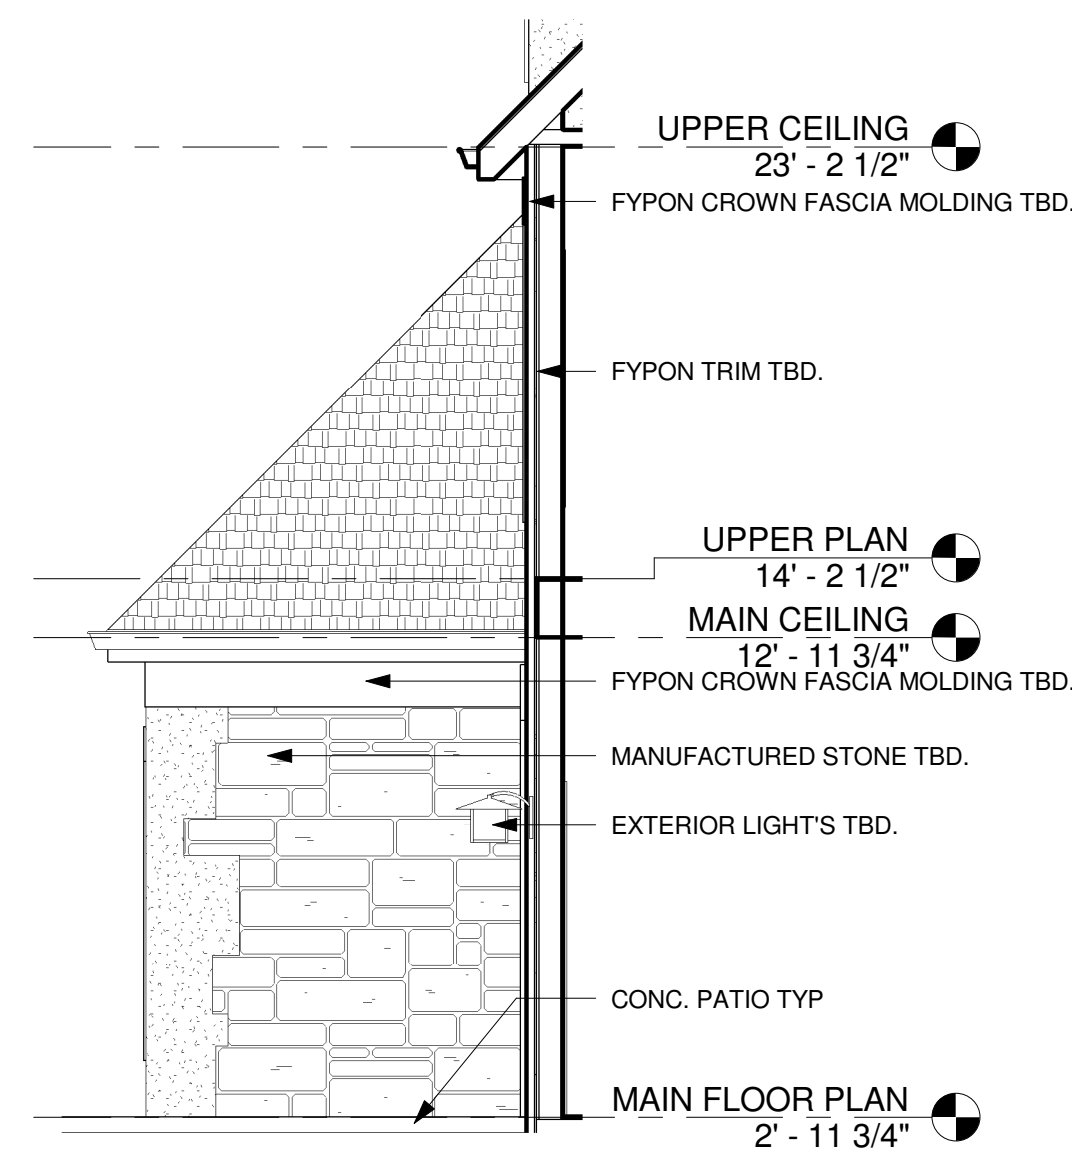 UPPER CEILING
23' - 2 1/2"
FYPON CROWN FASCIA MOLDING TBD.
FYPON TRIM TBD.
UPPER PLAN
14' - 2 1/2"
MAIN CEILING
12' - 11 3/4"
FYPON CROWN FASCIA MOLDING TBD.
MANUFACTURED STONE TBD.
EXTERIOR LIGHT'S TBD.
CONC. PATIO TYP
MAIN FLOOR PLAN
2' - 11 3/4"